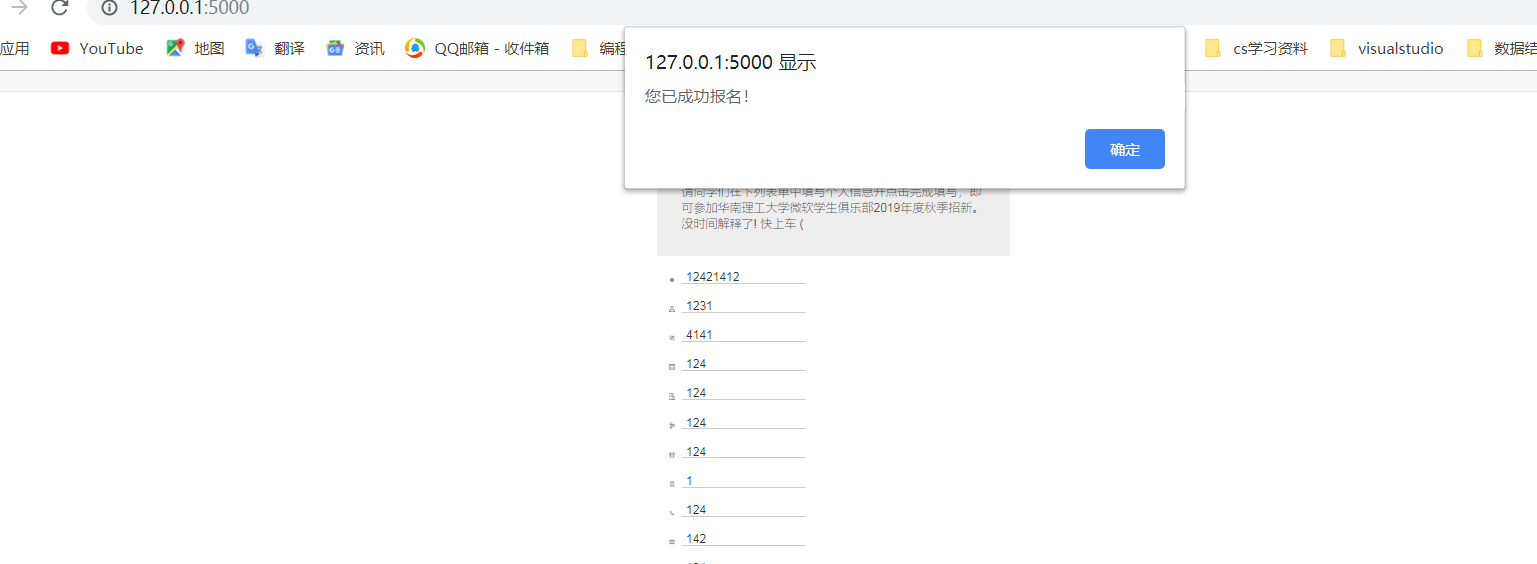 127.0.0.1:5000
应用 YouTube 地图 翻译 资讯 QQ邮箱 - 收件箱 编程 cs学习资料 visualstudio 数据结
127.0.0.1:5000 显示
您已成功报名！
确定
请同学们在下列表单中填写个人信息并点击完成填写，即
可参加华南理工大学微软学生俱乐部2019年度秋季招新。
没时间解释了! 快上车 (
12421412
1231
4141
124
124
124
124
1
124
142